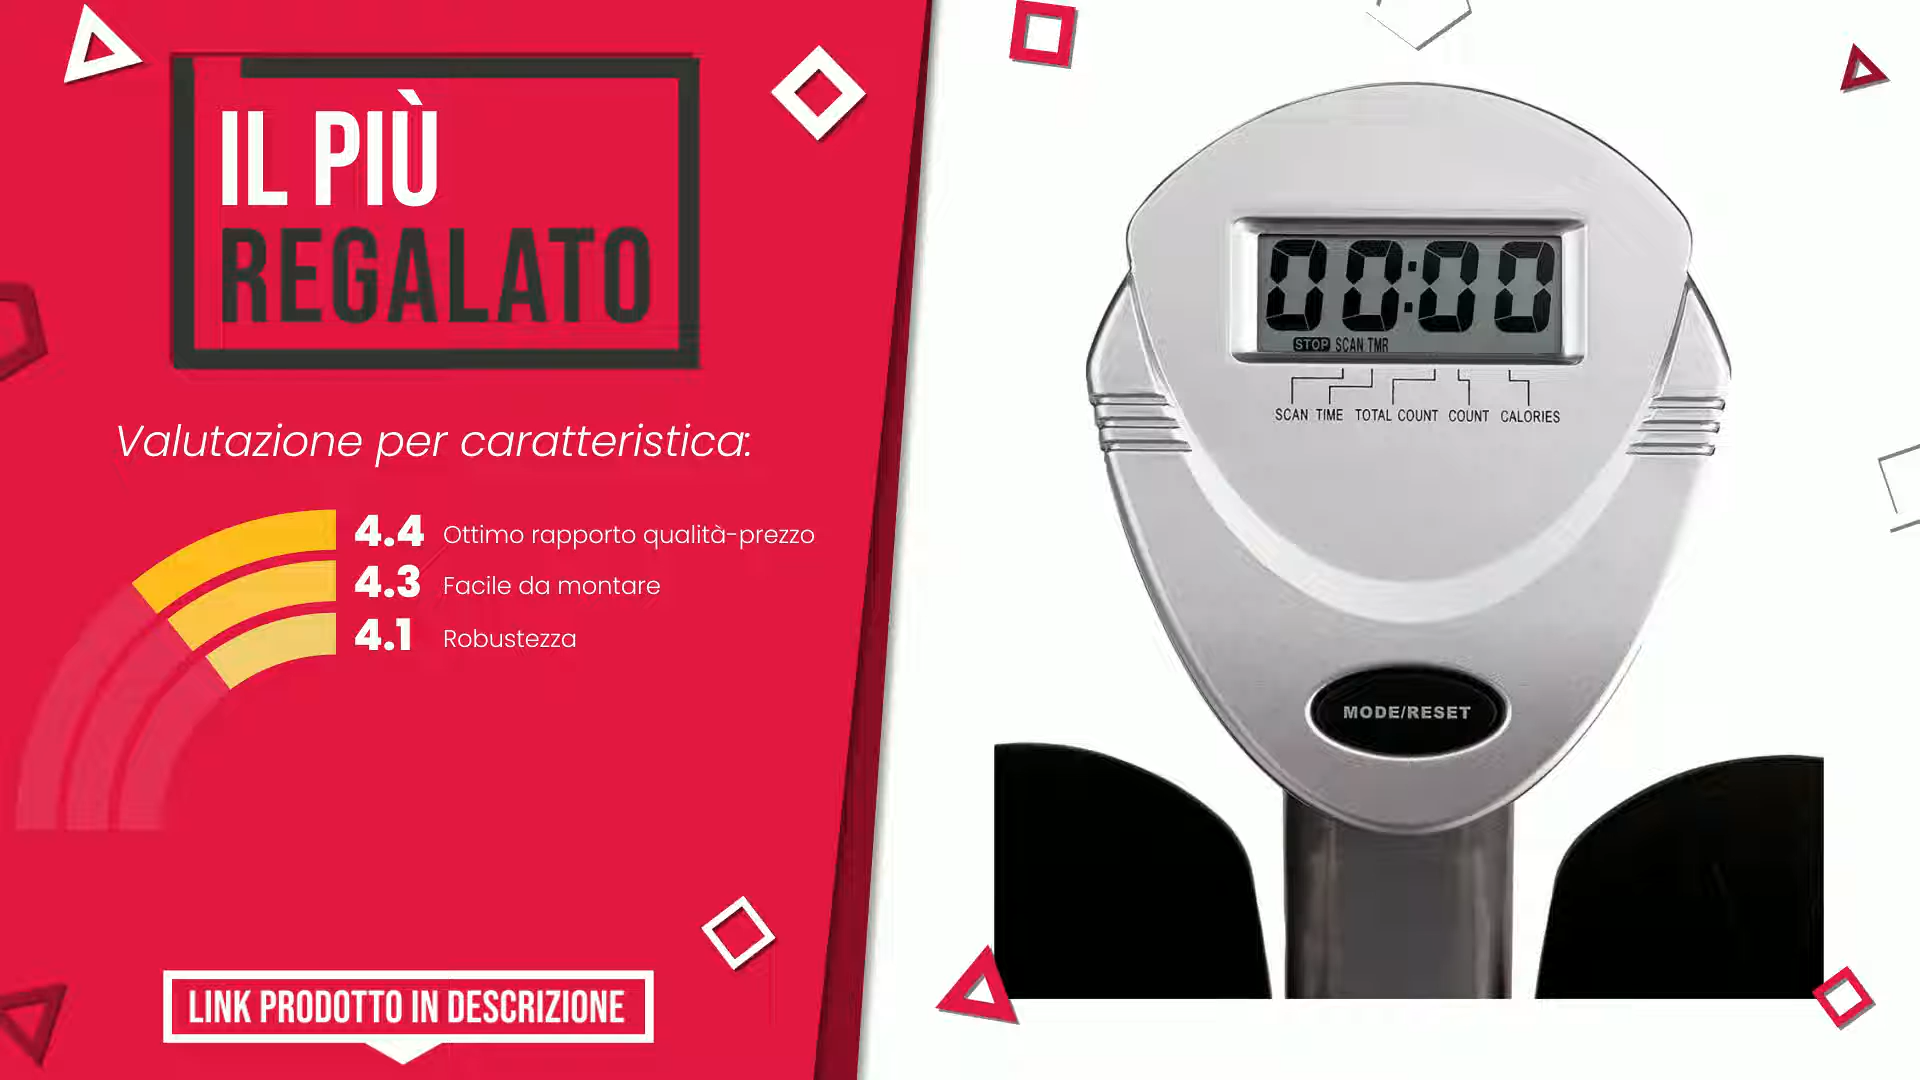 IL PIÙ
REGALATO
Valutazione per caratteristica:
4.4 Ottimo rapporto qualità-prezzo
4.3 Facile da montare
4.1 Robustezza
LINK PRODOTTO IN DESCRIZIONE
00:00
STOP SCAN TMR
SCAN TIME TOTAL COUNT COUNT CALORIES
MODE/RESET